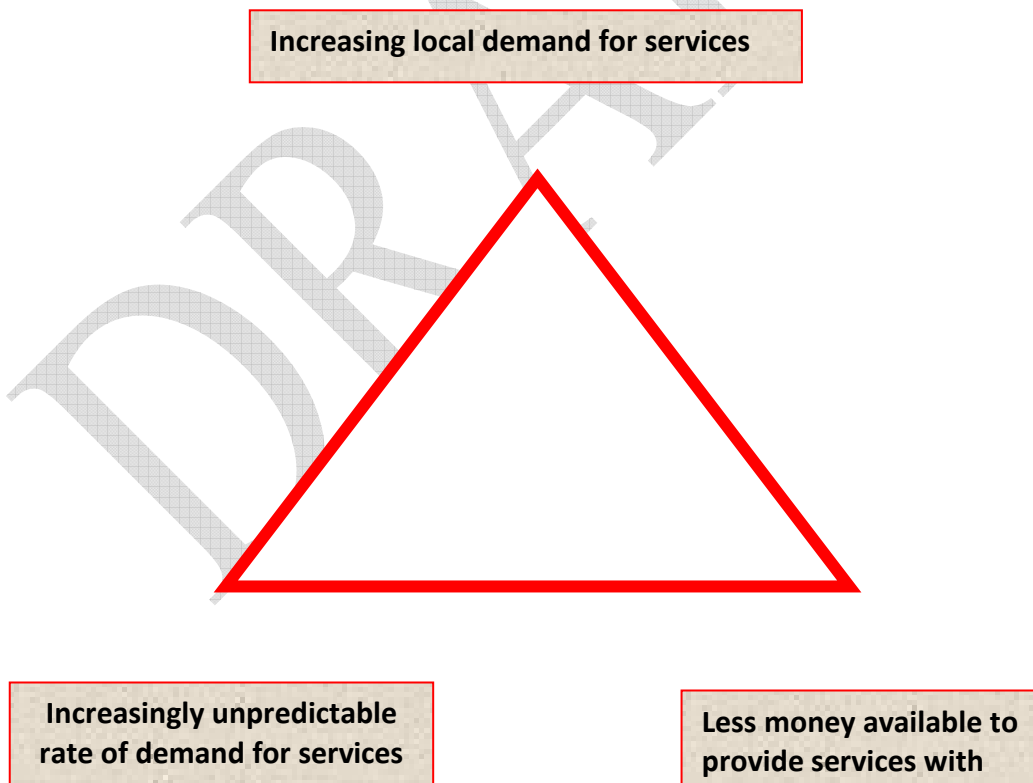 Increasing local demand for services
Increasingly unpredictable
rate of demand for services
Less money available to
provide services with